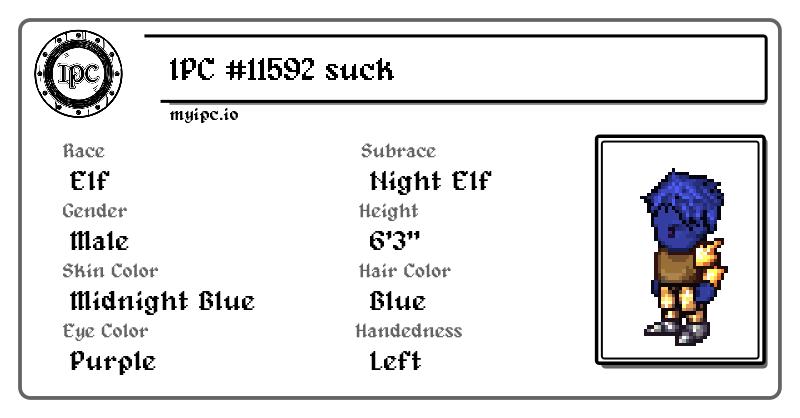 IPC
IPC #11592 suck
myipc.io
Race
Elf
Subrace
Night Elf
Gender
Male
Height
6'3"
Skin Color
Midnight Blue
Hair Color
Blue
Eye Color
Purple
Handedness
Left